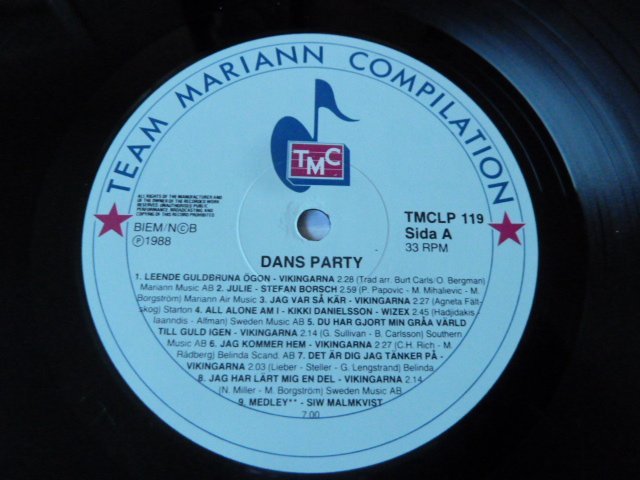 TEAM MARIANN COMPILATION
TMC
ALL RIGHTS OF THE MANUFACTURER AND
OF THE OWNER OF THE RECORDED WORK
RESERVED. UNAUTHORISED PUBLIC
PERFORMANCE, BROADCASTING AND
COPYING OF THIS RECORD PROHIBITED
BIEM/N©B
Ⓟ1988
TMCLP 119
Sida A
33 RPM
DANS PARTY
1. LEENDE GULDBRUNA ÖGON - VIKINGARNA 2.28 (Trad arr. Burt Carls/O. Bergman)
Mariann Music AB 2. JULIE - STEFAN BORSCH 2.59 (P. Papovic - M. Mihalievic - M.
Borgström) Mariann Air Music 3. JAG VAR SÅ KÄR - VIKINGARNA 2.27 (Agneta Fält-
skog) Starton 4. ALL ALONE AM I - KIKKI DANIELSSON - WIZEX 2.45 (Hadjidakis -
Iaanndis - Alfman) Sweden Music AB 5. DU HAR GJORT MIN GRÅA VÄRLD
TILL GULD IGEN - VIKINGARNA 2.14 (G. Sullivan - B. Carlsson) Southern
Music AB 6. JAG KOMMER HEM - VIKINGARNA 2.27 (C.H. Rich - M.
Rådberg) Belinda Scand. AB 7. DET ÄR DIG JAG TÄNKER PÅ -
VIKINGARNA 2.03 (Lieber - Steller - G. Lengstrand) Belinda
8. JAG HAR LÄRT MIG EN DEL - VIKINGARNA 2.14
(N. Miller - M. Borgström) Sweden Music AB
9. MEDLEY** - SIW MALMKVIST
7.00